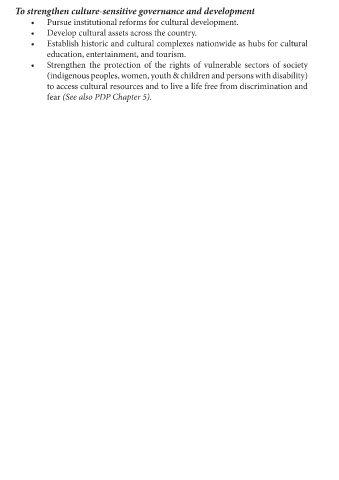 To strengthen culture-sensitive governance and development
• Pursue institutional reforms for cultural development.
• Develop cultural assets across the country.
• Establish historic and cultural complexes nationwide as hubs for cultural
education, entertainment, and tourism.
• Strengthen the protection of the rights of vulnerable sectors of society
(indigenous peoples, women, youth & children and persons with disability)
to access cultural resources and to live a life free from discrimination and
fear (See also PDP Chapter 5).